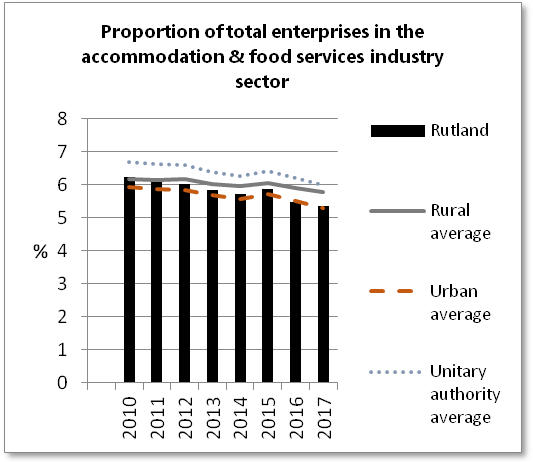 Proportion of total enterprises in the
accommodation & food services industry
sector
8
7
6
5
4
3
2
1
0
%
2010
2011
2012
2013
2014
2015
2016
2017
Rutland
Rural
average
Urban
average
Unitary
authority
average